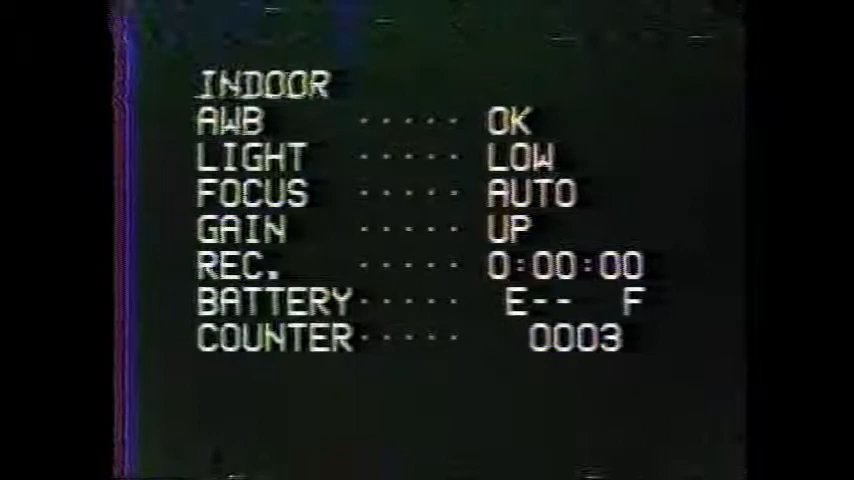 INDOOR
AWB ..... OK
LIGHT ..... LOW
FOCUS ..... AUTO
GAIN ..... UP
REC. ..... 0:00:00
BATTERY..... E-- F
COUNTER..... 0003